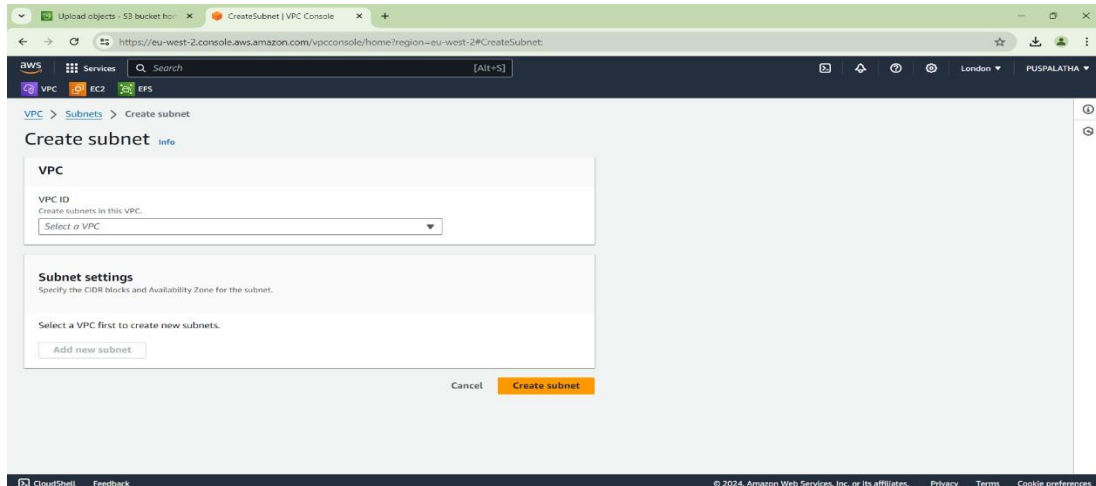 Upload objects - S3 bucket hor
CreateSubnet | VPC Console
https://eu-west-2.console.aws.amazon.com/vpcconsole/home?region=eu-west-2#CreateSubnet:
aws
Services
Search
[Alt+S]
London
PUSPALATHA
VPC
EC2
EFS
VPC > Subnets > Create subnet
Create subnet Info
VPC
VPC ID
Create subnets in this VPC.
Select a VPC
Subnet settings
Specify the CIDR blocks and Availability Zone for the subnet.
Select a VPC first to create new subnets.
Add new subnet
Cancel
Create subnet
CloudShell Feedback
© 2024, Amazon Web Services, Inc. or its affiliates. Privacy Terms Cookie preferences